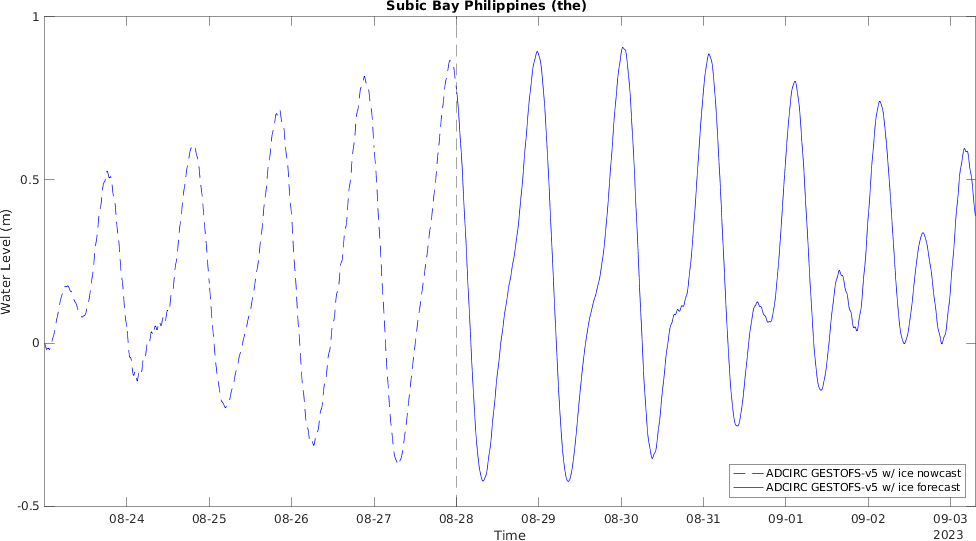 Subic Bay Philippines (the)
1
0.5
0
-0.5
Water Level (m)
ADCIRC GESTOFS-v5 w/ ice nowcast
ADCIRC GESTOFS-v5 w/ ice forecast
08-24 08-25 08-26 08-27 08-28 08-29 08-30 08-31 09-01 09-02 09-03
Time
2023